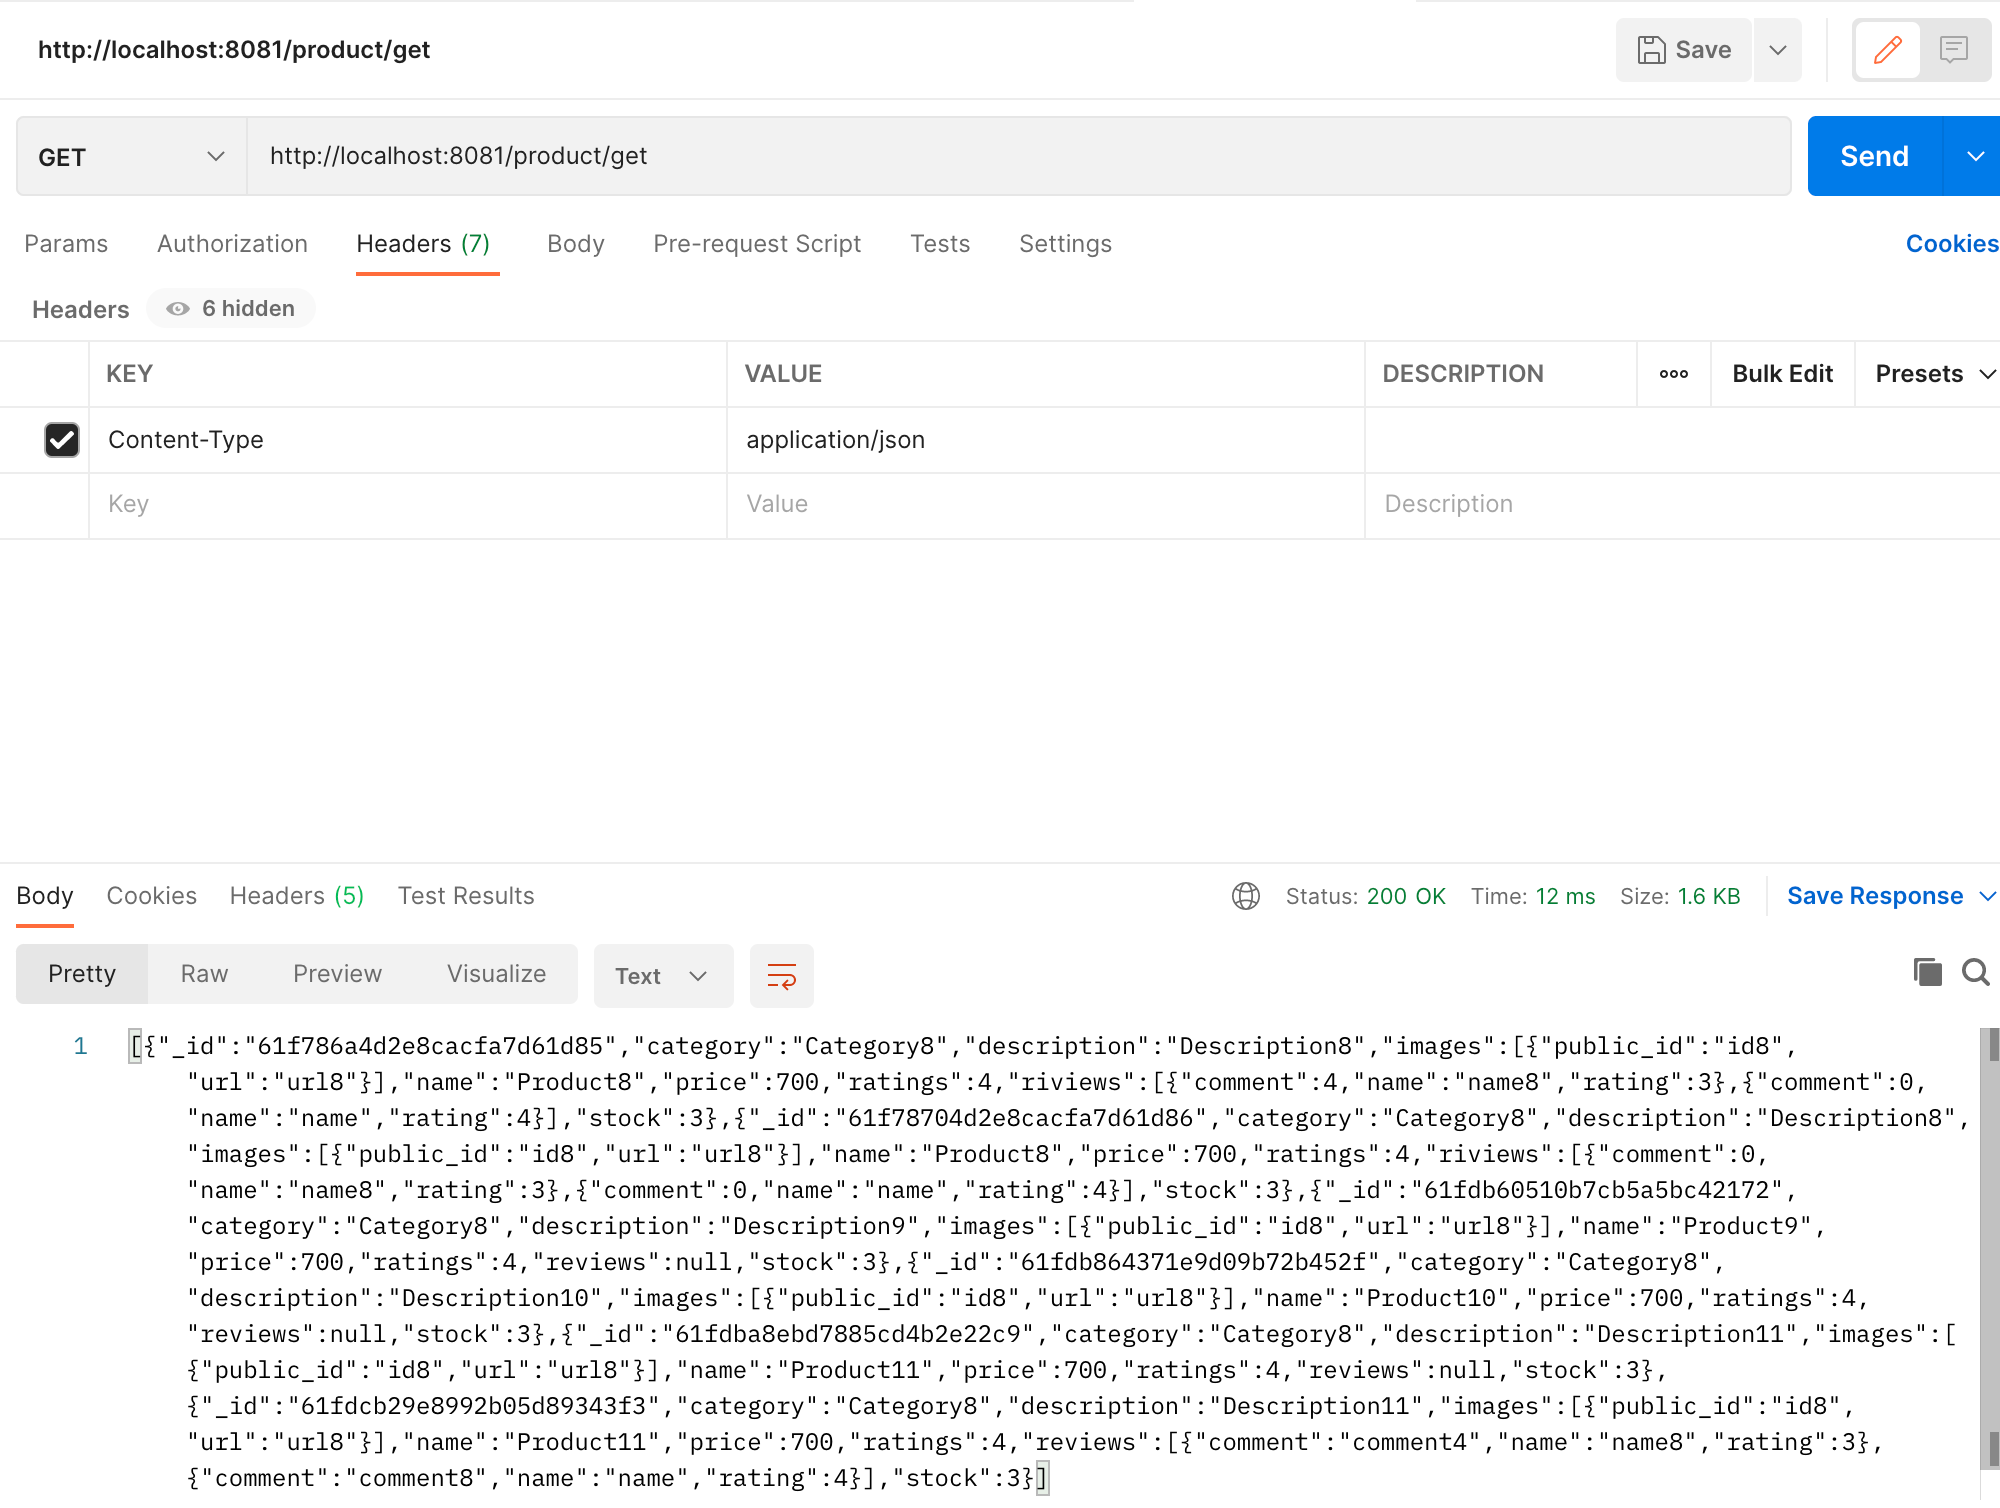 http://localhost:8081/product/get
Save
GET http://localhost:8081/product/get Send
Params Authorization Headers (7) Body Pre-request Script Tests Settings Cookies
Headers 6 hidden
KEY VALUE DESCRIPTION Bulk Edit Presets
Content-Type application/json
Key Value Description
Body Cookies Headers (5) Test Results Status: 200 OK Time: 12 ms Size: 1.6 KB Save Response
Pretty Raw Preview Visualize Text
1 [{"_id":"61f786a4d2e8cacfa7d61d85","category":"Category8","description":"Description8","images":[{"public_id":"id8",
"url":"url8"}],"name":"Product8","price":700,"ratings":4,"riviews":[{"comment":4,"name":"name8","rating":3},{"comment":0,
"name":"name","rating":4}],"stock":3},{"_id":"61f78704d2e8cacfa7d61d86","category":"Category8","description":"Description8",
"images":[{"public_id":"id8","url":"url8"}],"name":"Product8","price":700,"ratings":4,"riviews":[{"comment":0,
"name":"name8","rating":3},{"comment":0,"name":"name","rating":4}],"stock":3},{"_id":"61fdb60510b7cb5a5bc42172",
"category":"Category8","description":"Description9","images":[{"public_id":"id8","url":"url8"}],"name":"Product9",
"price":700,"ratings":4,"reviews":null,"stock":3},{"_id":"61fdb864371e9d09b72b452f","category":"Category8",
"description":"Description10","images":[{"public_id":"id8","url":"url8"}],"name":"Product10","price":700,"ratings":4,
"reviews":null,"stock":3},{"_id":"61fdba8ebd7885cd4b2e22c9","category":"Category8","description":"Description11","images":[
{"public_id":"id8","url":"url8"}],"name":"Product11","price":700,"ratings":4,"reviews":null,"stock":3},
{"_id":"61fdcb29e8992b05d89343f3","category":"Category8","description":"Description11","images":[{"public_id":"id8",
"url":"url8"}],"name":"Product11","price":700,"ratings":4,"reviews":[{"comment":"comment4","name":"name8","rating":3},
{"comment":"comment8","name":"name","rating":4}],"stock":3}]